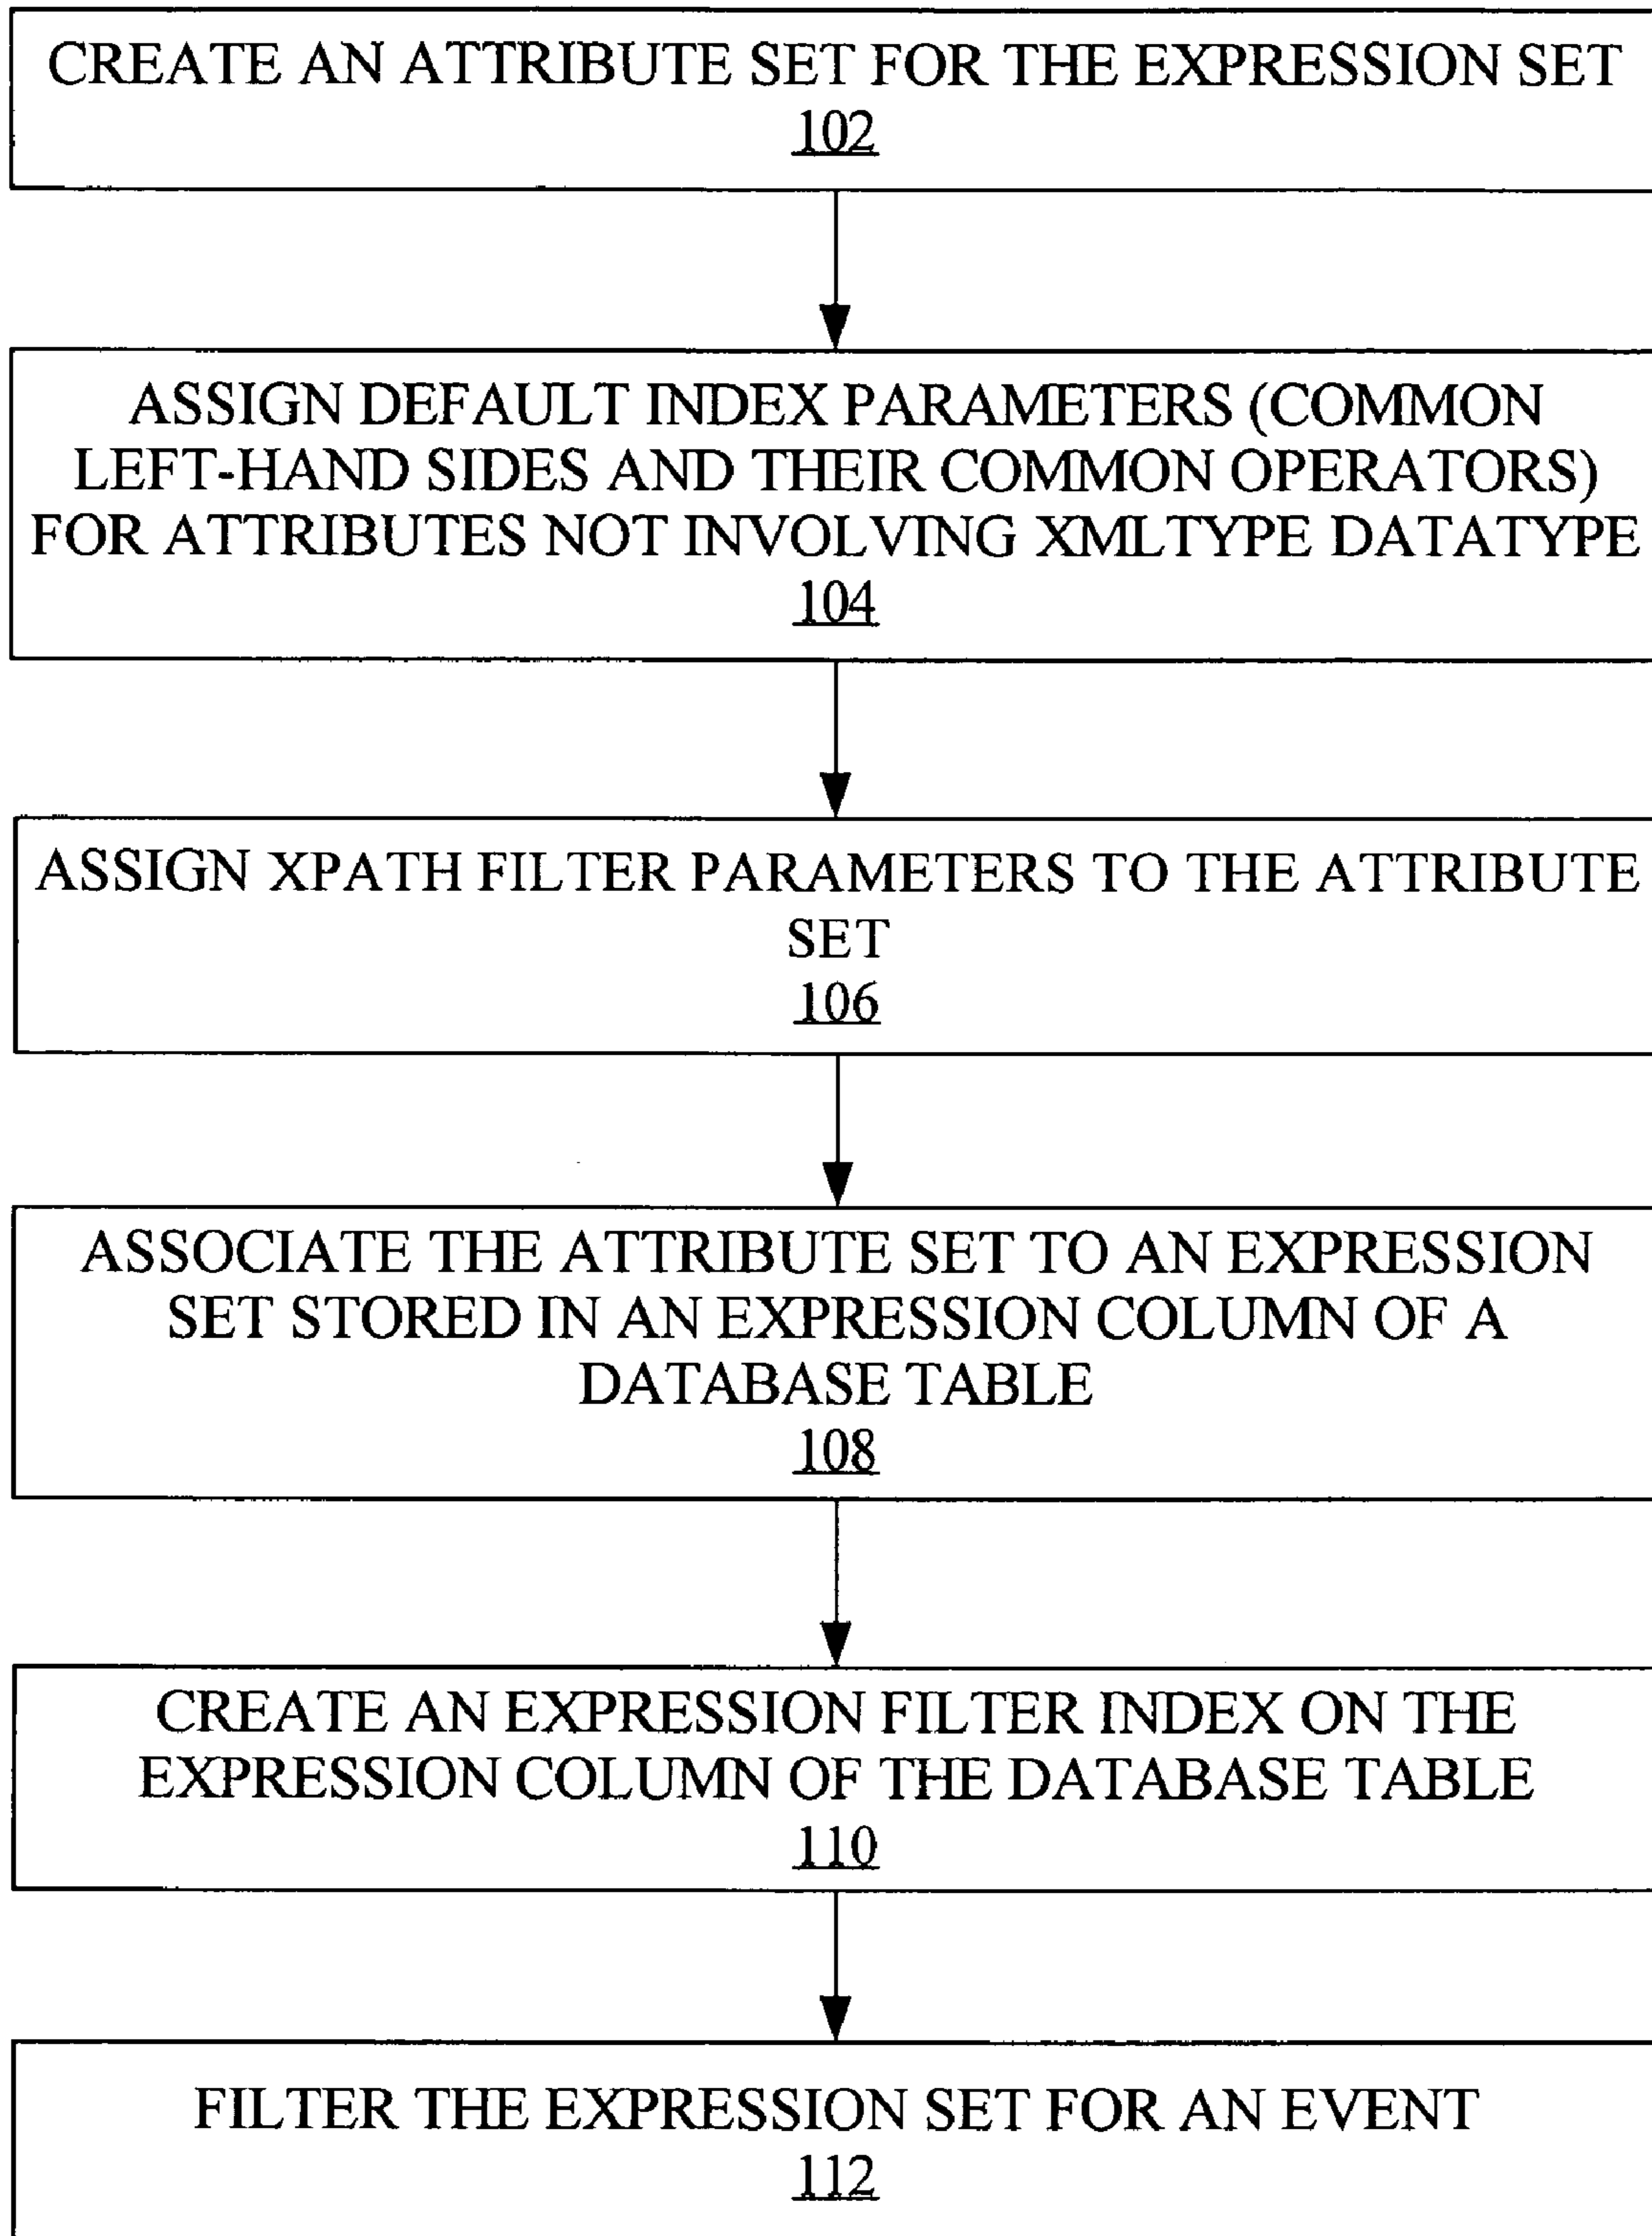 CREATE AN ATTRIBUTE SET FOR THE EXPRESSION SET
102
ASSIGN DEFAULT INDEX PARAMETERS (COMMON
LEFT-HAND SIDES AND THEIR COMMON OPERATORS)
FOR ATTRIBUTES NOT INVOLVING XMLTYPE DATATYPE
104
ASSIGN XPATH FILTER PARAMETERS TO THE ATTRIBUTE
SET
106
ASSOCIATE THE ATTRIBUTE SET TO AN EXPRESSION
SET STORED IN AN EXPRESSION COLUMN OF A
DATABASE TABLE
108
CREATE AN EXPRESSION FILTER INDEX ON THE
EXPRESSION COLUMN OF THE DATABASE TABLE
110
FILTER THE EXPRESSION SET FOR AN EVENT
112